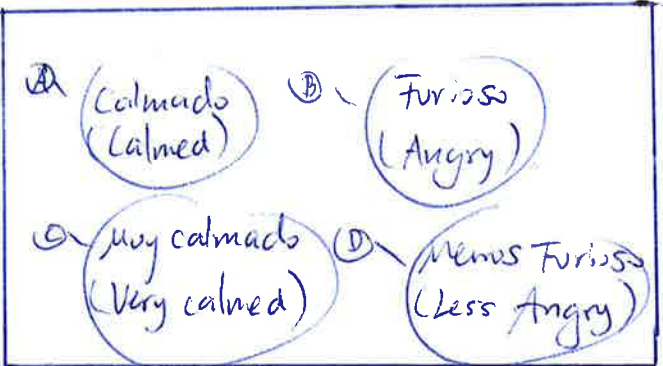 Ⓐ Calmado
(Calmed)
Ⓑ Furioso
(Angry)
Ⓒ Muy calmado
(Very calmed)
Ⓓ Menos Furioso
(Less Angry)